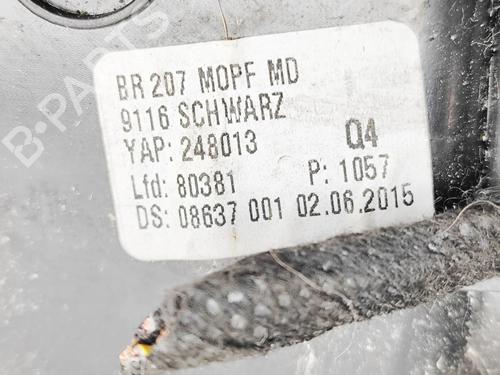 BR 207 MOPF MD
9116 SCHWARZ
YAP: 248013 Q4
Lfd: 80381 P: 1057
DS: 08637 001 02.06.2015
B-PARTS